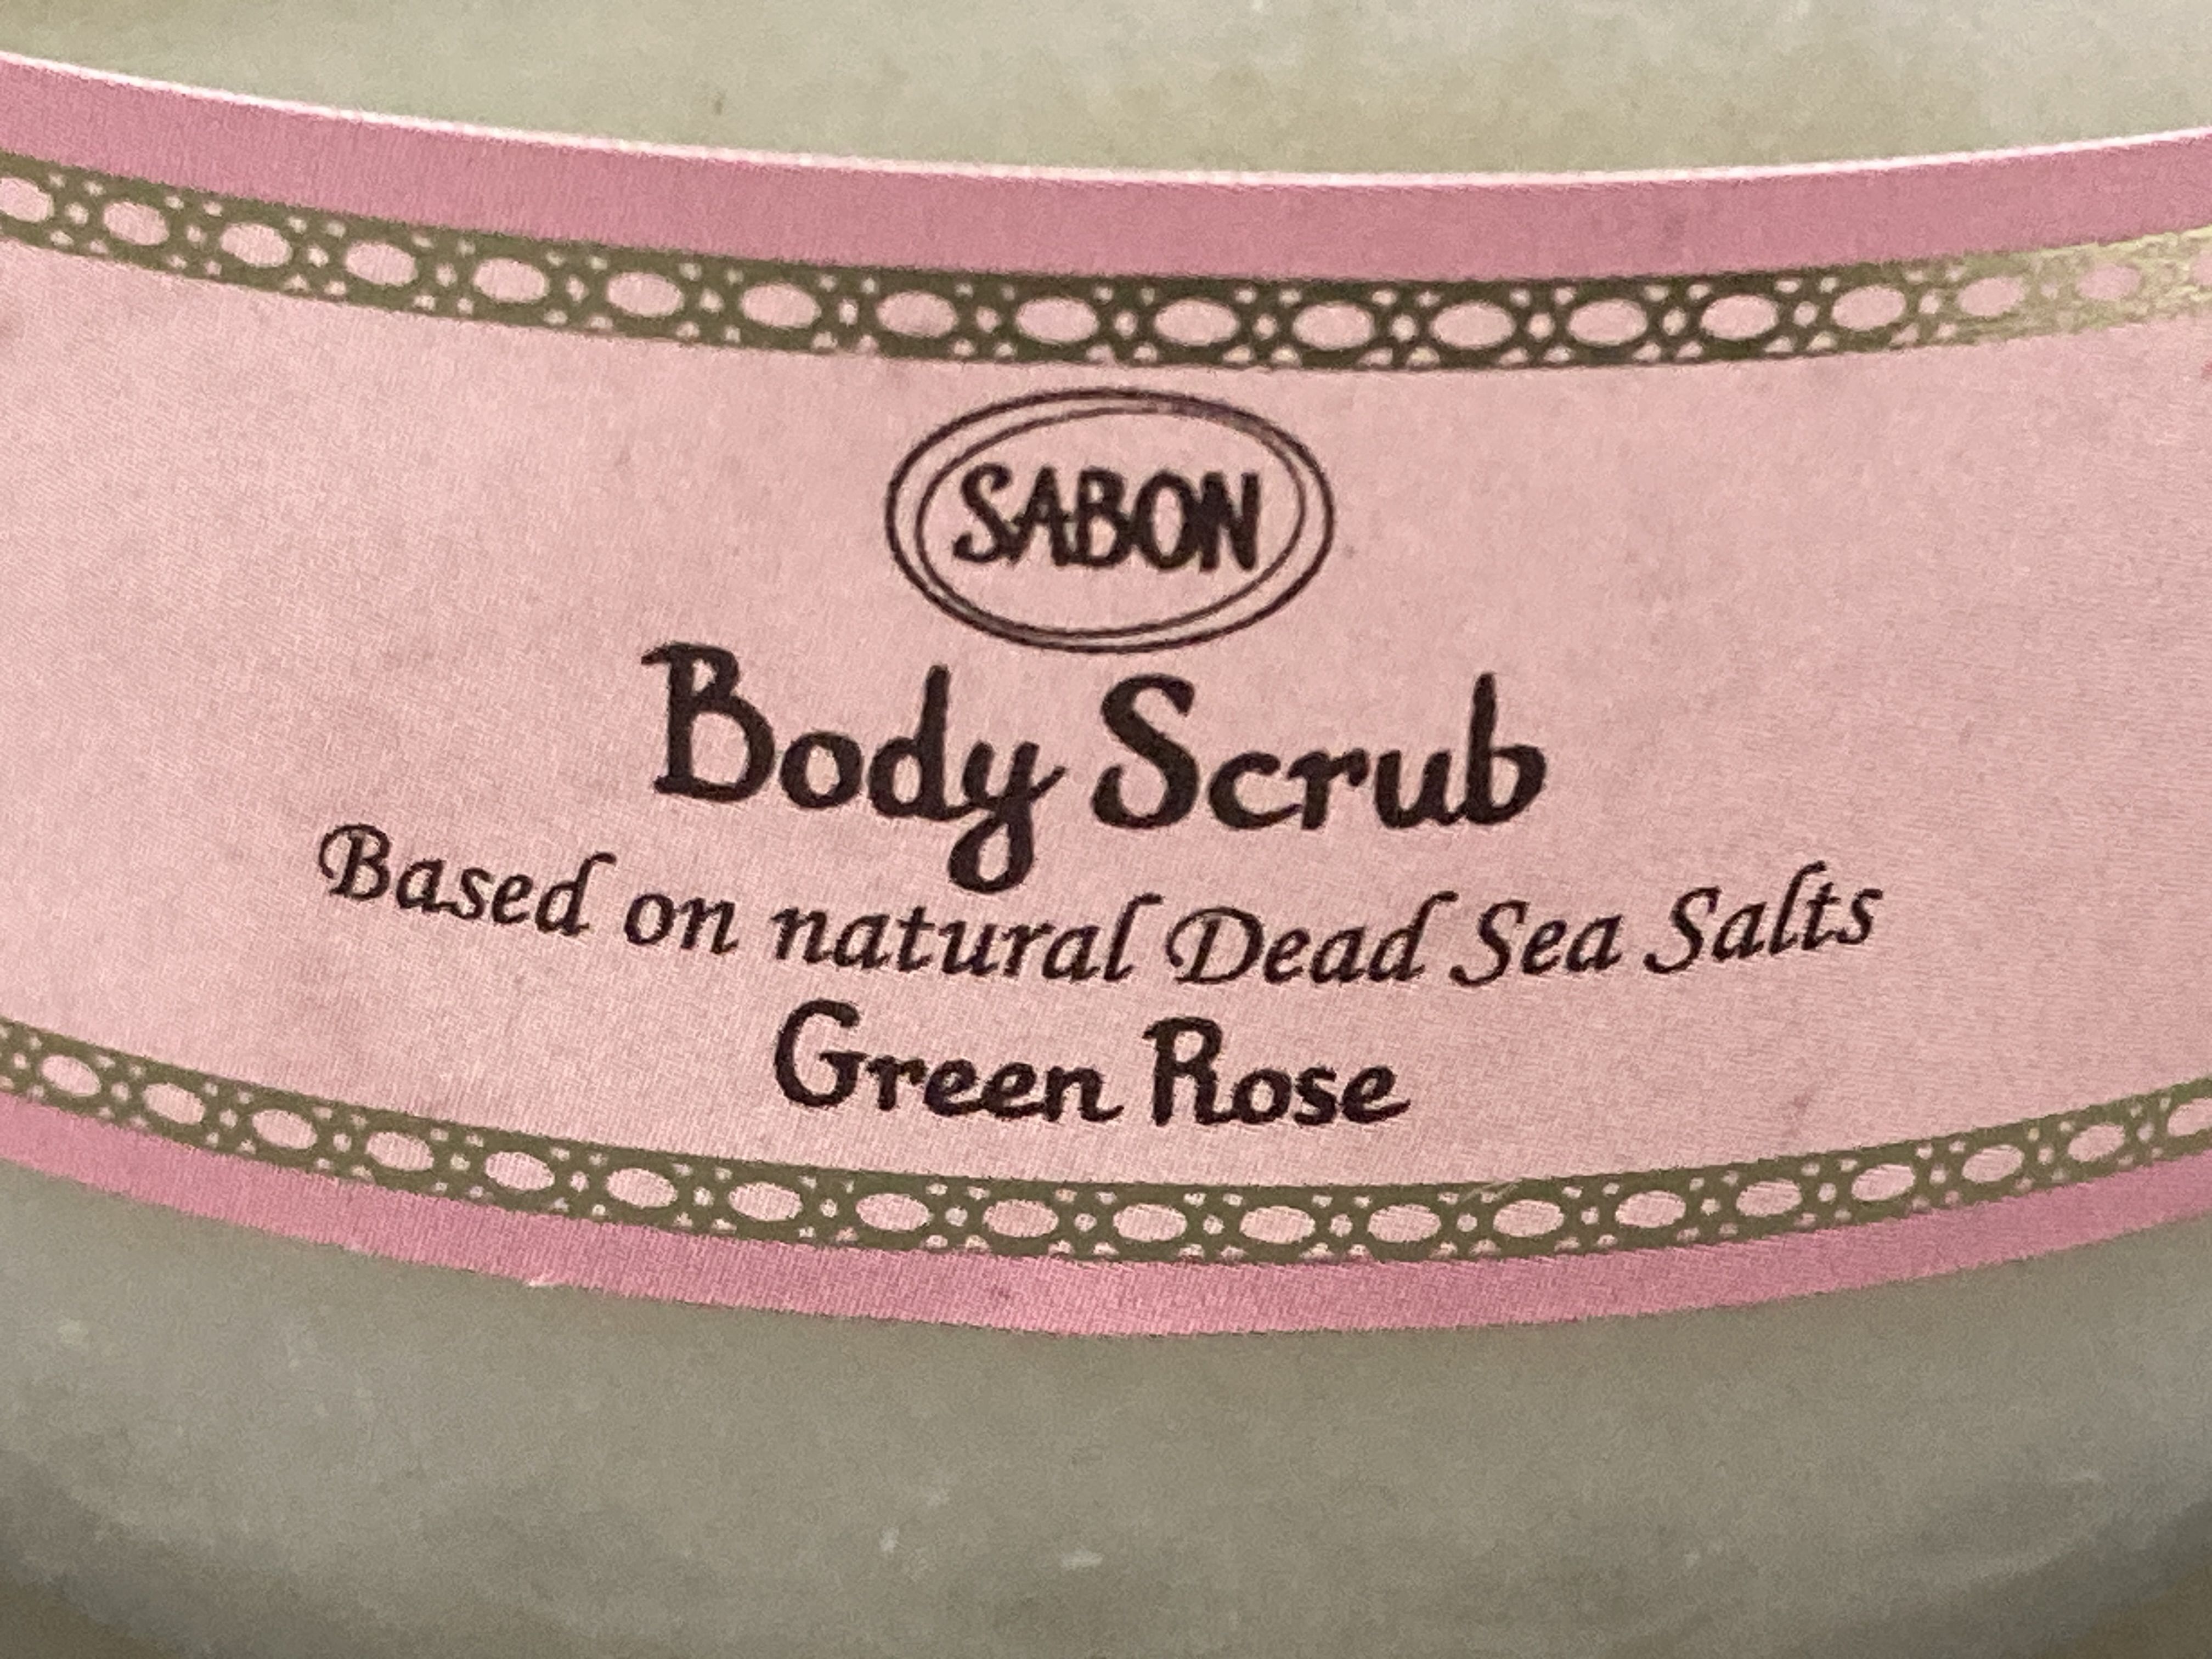 SABON
Body Scrub
Based on natural Dead Sea Salts
Green Rose